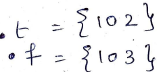 .t = {102}
.f = {103}